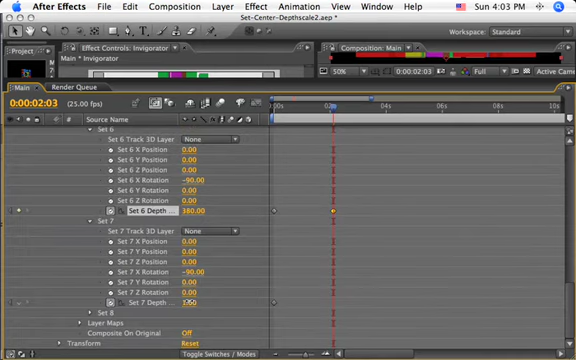 After Effects File Edit Composition Layer Effect Animation Sun 4:03 PM
Set-Center-Depthscale2.aep *
Workspace: Standard
Project Effect Controls: Invigorator Composition: Main
Main * Invigorator
50% 0:00:02:03 Full Active Cam
Main Render Queue
0:00:02:03 (25.00 fps)
Source Name 02s 04s 06s 08s 10s
Set 6
Set 6 Track 3D Layer None
Set 6 X Position 0.00
Set 6 Y Position 0.00
Set 6 Z Position 0.00
Set 6 X Rotation -90.00
Set 6 Y Rotation 0.00
Set 6 Z Rotation 0.00
Set 6 Depth ... 380.00
Set 7
Set 7 Track 3D Layer None
Set 7 X Position 0.00
Set 7 Y Position 0.00
Set 7 Z Position 0.00
Set 7 X Rotation -90.00
Set 7 Y Rotation 0.00
Set 7 Z Rotation 0.00
Set 7 Depth ...
Set 8
Layer Maps
Composite On Original Off
Transform Reset
Toggle Switches / Modes